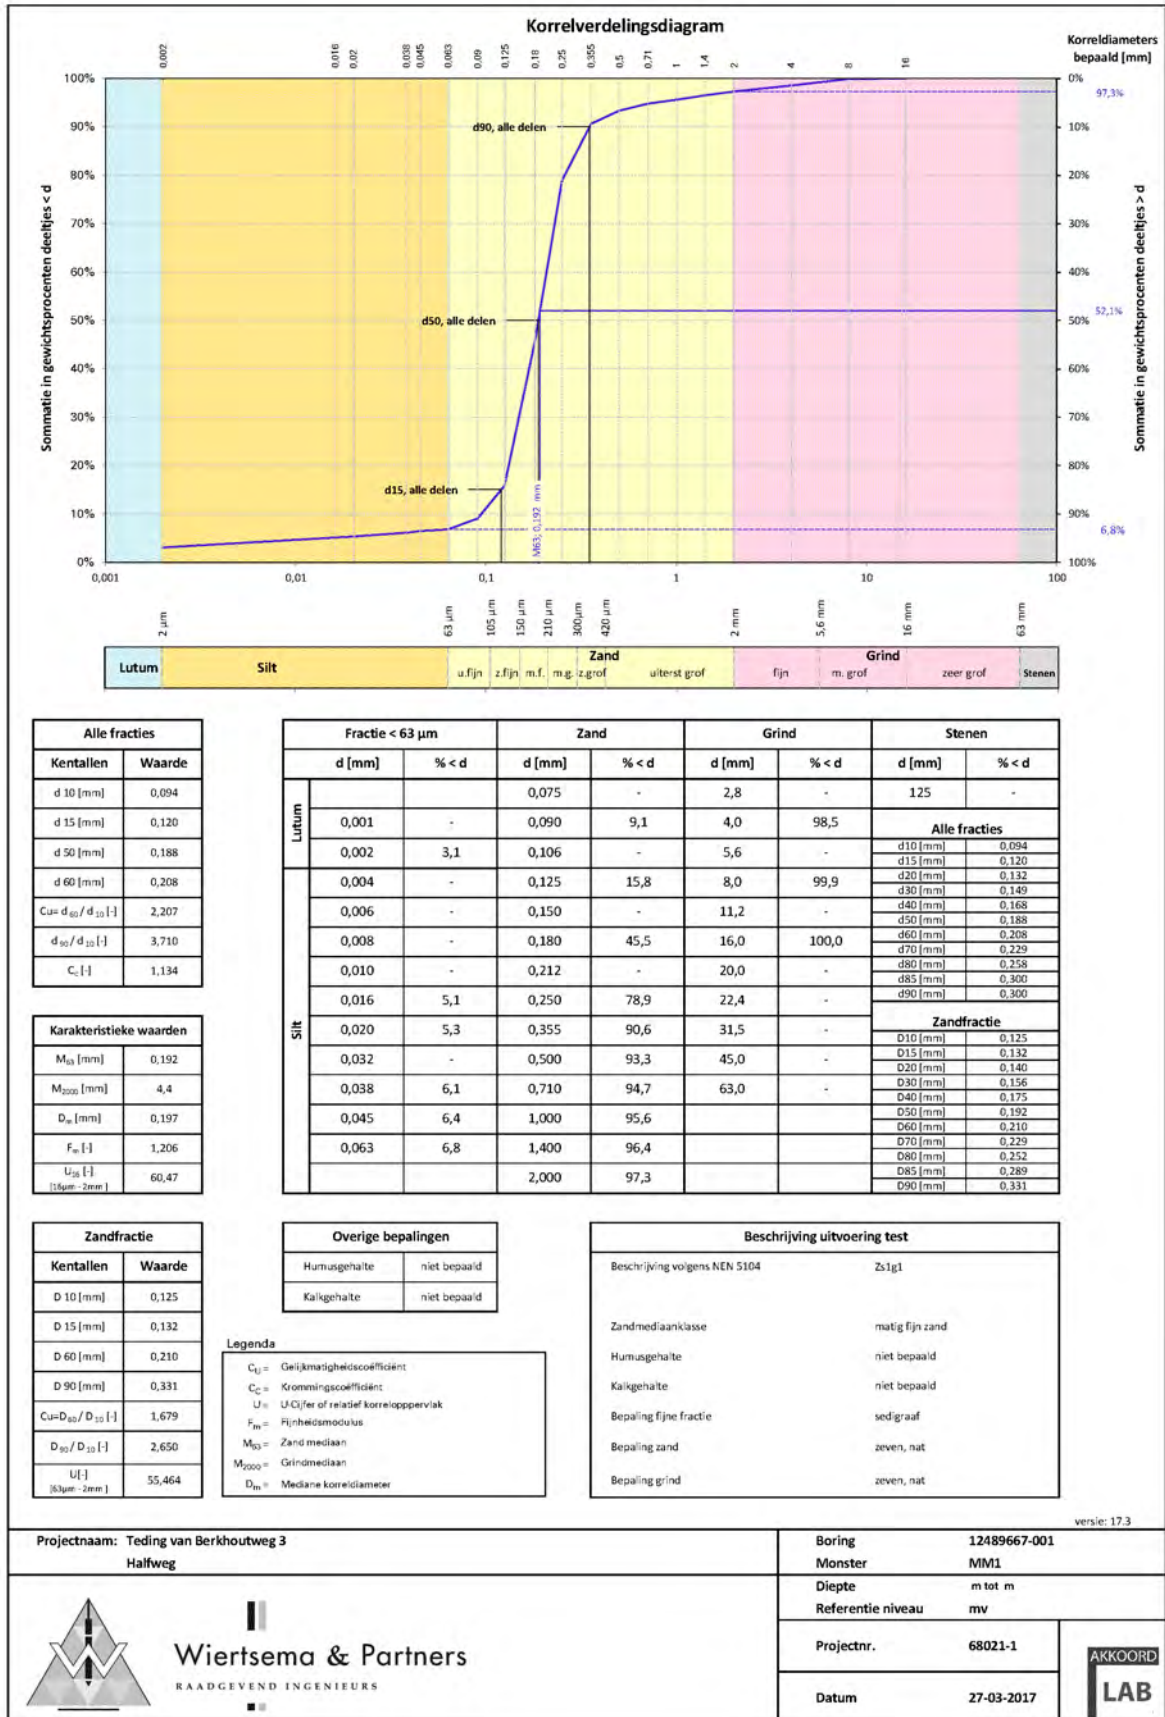 Korrelverdelingsdiagram
Korreldiameters
bepaald [mm]
0,002 0,016 0,02 0,038 0,045 0,063 0,09 0,125 0,18 0,25 0,355 0,5 0,71 1 1,4 2 4 8 16
100% 0%
97,3%
90% 10%
d90, alle delen
80% 20%
70% 30%
60% 40%
52,1%
50% 50%
d50, alle delen
40% 60%
30% 70%
20% 80%
d15, alle delen
10% 90%
6,8%
0% 100%
M63; 0,192 mm
Sommatie in gewichtsprocenten deeltjes < d
Sommatie in gewichtsprocenten deeltjes > d
0,001 0,01 0,1 1 10 100
2 µm 63 µm 105 µm 150 µm 210 µm 300µm 420 µm 2 mm 5,6 mm 16 mm 63 mm
Lutum Silt Zand Grind Stenen
u.fijn z.fijn m.f. m.g. z.grof uiterst grof fijn m. grof zeer grof
Alle fracties
Kentallen Waarde
d 10 [mm] 0,094
d 15 [mm] 0,120
d 50 [mm] 0,188
d 60 [mm] 0,208
Cu= d 60 / d 10 [-] 2,207
d 90 / d 10 [-] 3,710
Cc [-] 1,134
Karakteristieke waarden
M63 [mm] 0,192
M2000 [mm] 4,4
Dm [mm] 0,197
Fm [-] 1,206
U16 [-] 60,47
[16µm - 2mm ]
Zandfractie
Kentallen Waarde
D 10 [mm] 0,125
D 15 [mm] 0,132
D 60 [mm] 0,210
D 90 [mm] 0,331
Cu=D60 / D 10 [-] 1,679
D 90 / D 10 [-] 2,650
U[-] 55,464
[63µm - 2mm ]
Fractie < 63 µm Zand Grind Stenen
d [mm] % < d d [mm] % < d d [mm] % < d d [mm] % < d
Lutum
0,075 - 2,8 - 125 -
0,001 - 0,090 9,1 4,0 98,5
0,002 3,1 0,106 - 5,6 -
Silt
0,004 - 0,125 15,8 8,0 99,9
0,006 - 0,150 - 11,2 -
0,008 - 0,180 45,5 16,0 100,0
0,010 - 0,212 - 20,0 -
0,016 5,1 0,250 78,9 22,4 -
0,020 5,3 0,355 90,6 31,5 -
0,032 - 0,500 93,3 45,0 -
0,038 6,1 0,710 94,7 63,0 -
0,045 6,4 1,000 95,6
0,063 6,8 1,400 96,4
2,000 97,3
Alle fracties
d10 [mm] 0,094
d15 [mm] 0,120
d20 [mm] 0,132
d30 [mm] 0,149
d40 [mm] 0,168
d50 [mm] 0,188
d60 [mm] 0,208
d70 [mm] 0,229
d80 [mm] 0,258
d85 [mm] 0,300
d90 [mm] 0,300
Zandfractie
D10 [mm] 0,125
D15 [mm] 0,132
D20 [mm] 0,140
D30 [mm] 0,156
D40 [mm] 0,175
D50 [mm] 0,192
D60 [mm] 0,210
D70 [mm] 0,229
D80 [mm] 0,252
D85 [mm] 0,289
D90 [mm] 0,331
Overige bepalingen
Humusgehalte niet bepaald
Kalkgehalte niet bepaald
Legenda
CU = Gelijkmatigheidscoëfficiënt
CC = Krommingscoëfficiënt
U = U-Cijfer of relatief korrelopppervlak
Fm = Fijnheidsmodulus
M63 = Zand mediaan
M2000 = Grindmediaan
Dm = Mediane korreldiameter
Beschrijving uitvoering test
Beschrijving volgens NEN 5104 Zs1g1
Zandmediaanklasse matig fijn zand
Humusgehalte niet bepaald
Kalkgehalte niet bepaald
Bepaling fijne fractie sedigraaf
Bepaling zand zeven, nat
Bepaling grind zeven, nat
versie: 17.3
Projectnaam: Teding van Berkhoutweg 3
Halfweg
Boring 12489667-001
Monster MM1
Diepte m tot m
Referentie niveau mv
Projectnr. 68021-1
Datum 27-03-2017
W
Wiertsema & Partners
RAADGEVEND INGENIEURS
AKKOORD
LAB